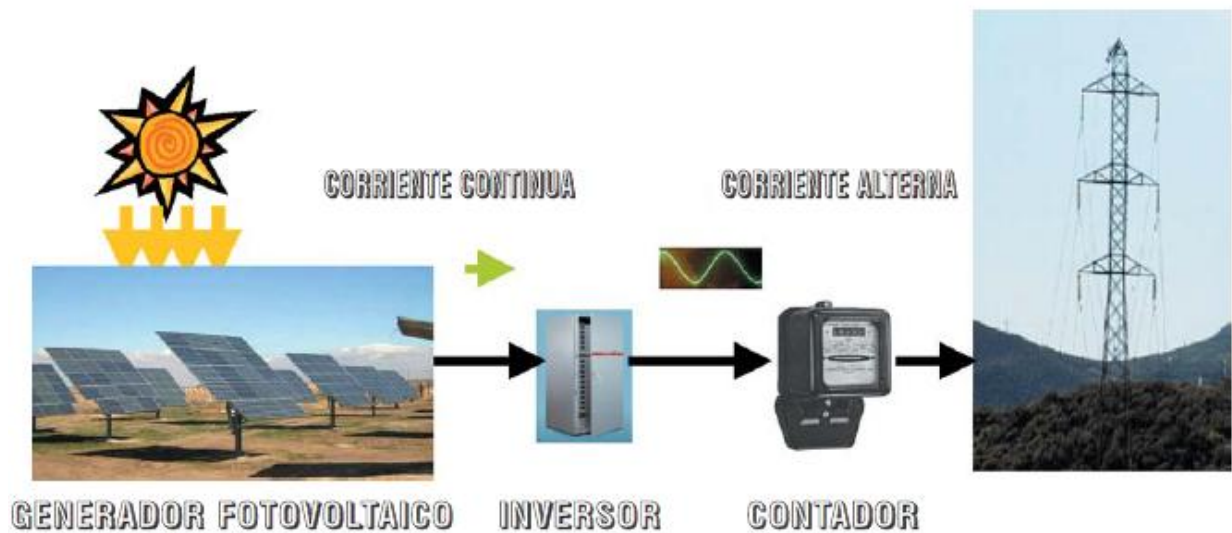 CORRIENTE CONTINUA
CORRIENTE ALTERNA
GENERADOR FOTOVOLTAICO
INVERSOR
CONTADOR